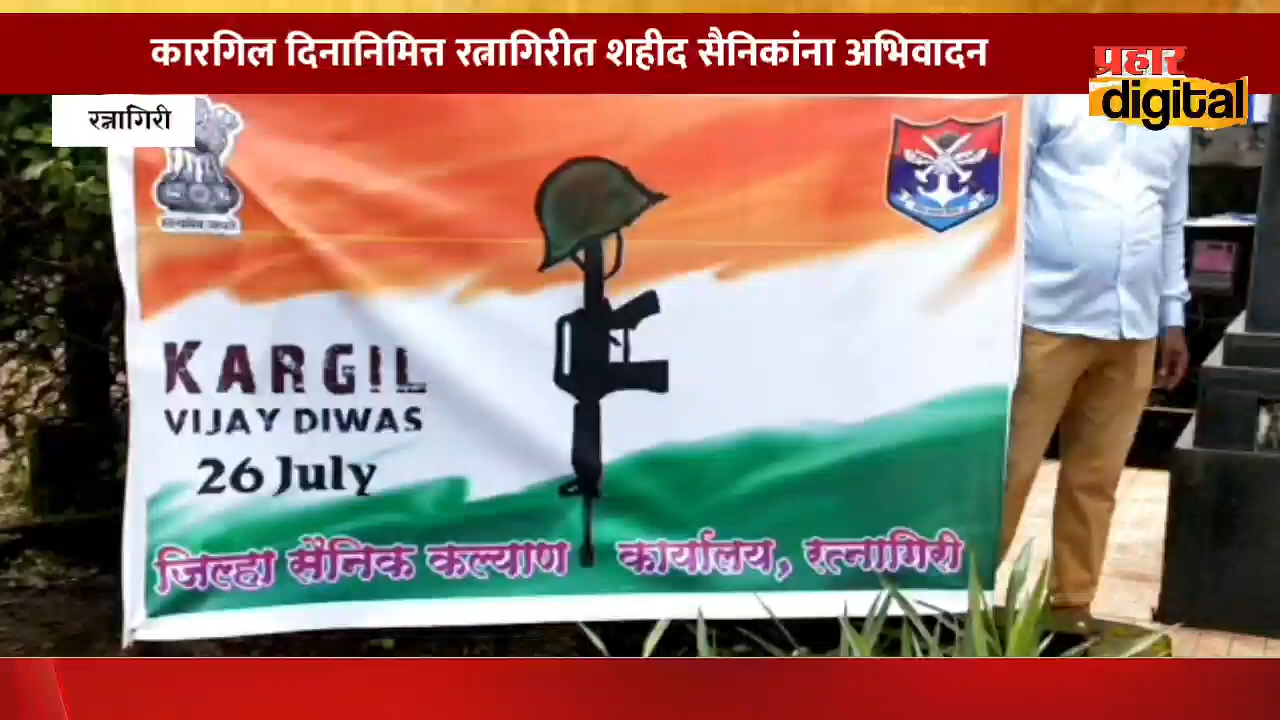 कारगिल दिनानिमित्त रत्नागिरीत शहीद सैनिकांना अभिवादन
प्रहार
digital
रत्नागिरी
KARGIL
VIJAY DIWAS
26 July
जिल्हा सैनिक कल्याण कार्यालय, रत्नागिरी